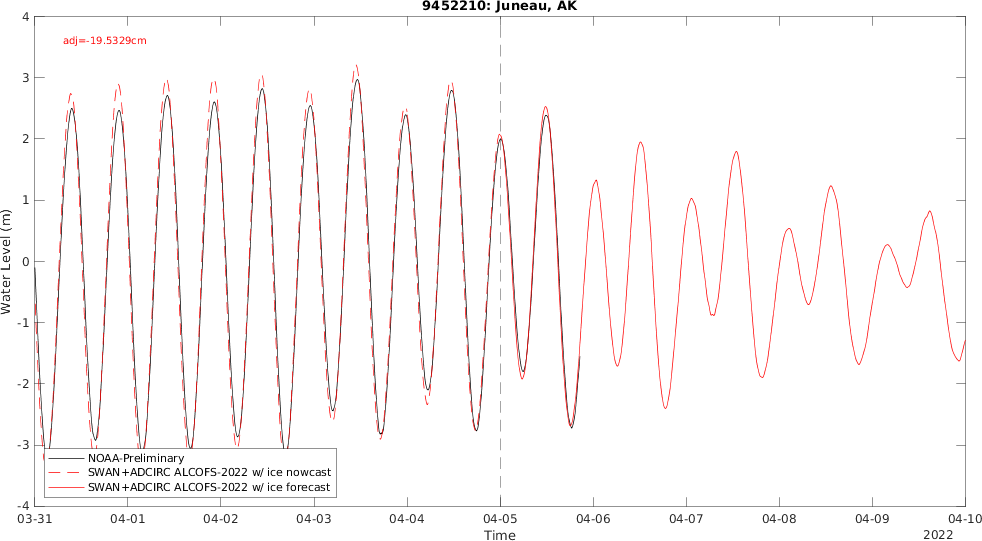 9452210: Juneau, AK
adj=-19.5329cm
4
3
2
1
0
-1
-2
-3
-4
Water Level (m)
NOAA-Preliminary
SWAN+ADCIRC ALCOFS-2022 w/ ice nowcast
SWAN+ADCIRC ALCOFS-2022 w/ ice forecast
03-31 04-01 04-02 04-03 04-04 04-05 04-06 04-07 04-08 04-09 04-10
Time
2022